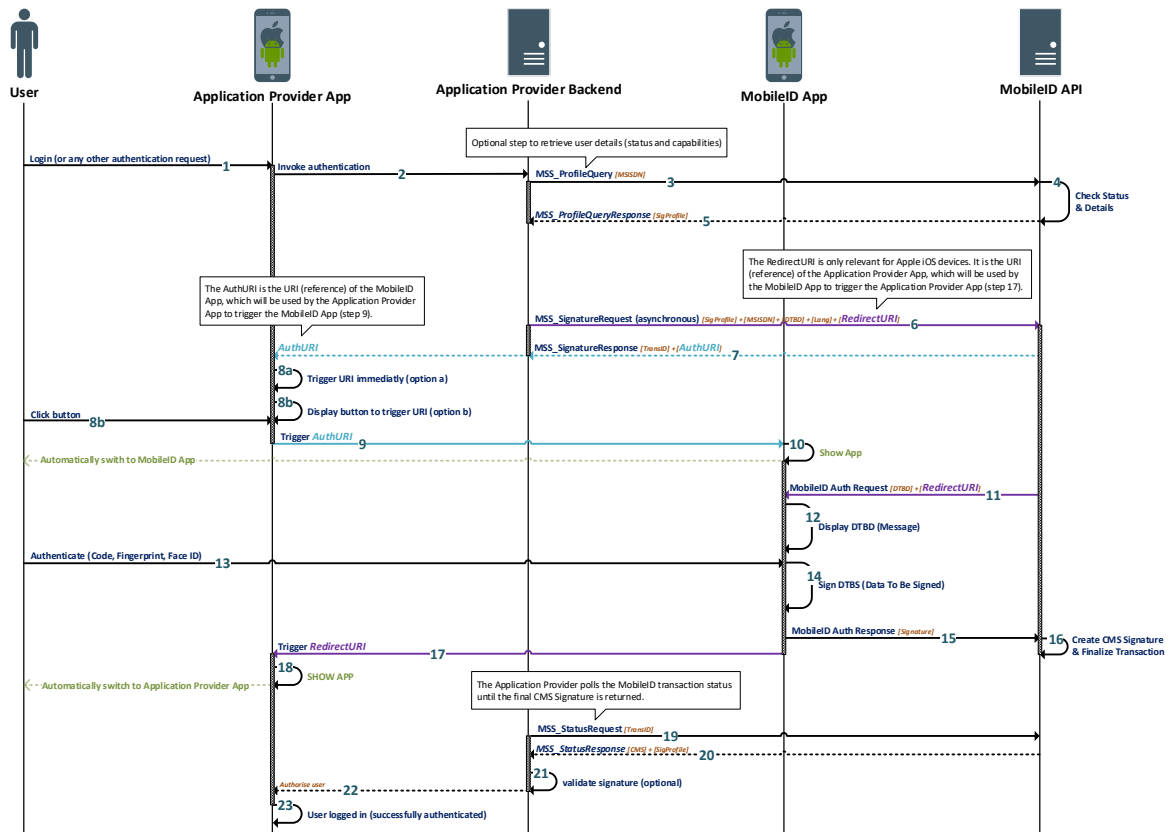 User
Application Provider App
Application Provider Backend
MobileID App
MobileID API
Optional step to retrieve user details (status and capabilities)
Login (or any other authentication request)
1
Invoke authentication
2
MSS_ProfileQuery [MSISDN]
3
4
Check Status
& Details
MSS_ProfileQueryResponse [SigProfile]
5
The RedirectURI is only relevant for Apple iOS devices. It is the URI
(reference) of the Application Provider App, which will be used by
the MobileID App to trigger the Application Provider App (step 17).
The AuthURI is the URI (reference) of the MobileID
App, which will be used by the Application Provider
App to trigger the MobileID App (step 9).
MSS_SignatureRequest (asynchronous) [SigProfile] +[MSISDN] + [DTBD] + [Lang] + [RedirectURI]
6
AuthURI
MSS_SignatureResponse [TransID] + [AuthURI]
7
8a
Trigger URI immediatly (option a)
8b
Display button to trigger URI (option b)
Click button
8b
Trigger AuthURI
9
10
Show App
Automatically swith to MobileID App
MobileID Auth Request [DTBD] + [RedirectURI]
11
12
Display DTBD (Message)
Authenticate (Code, Fingerprint, Face ID)
13
14
Sign DTBS (Data To Be Signed)
MobileID Auth Response [Signature]
15
16
Create CMS Signature
& Finalize Transaction
Trigger RedirectURI
17
18
SHOW APP
Automatically switch to Application Provider App
The Application Provider polls the MobileID transaction status
until the final CMS Signature is returned.
MSS_StatusRequest [TransID]
19
MSS_StatusResponse [CMS] + [SigProfile]
20
21
validate signature (optional)
Authorise user
22
23
User logged in (successfully authenticated)